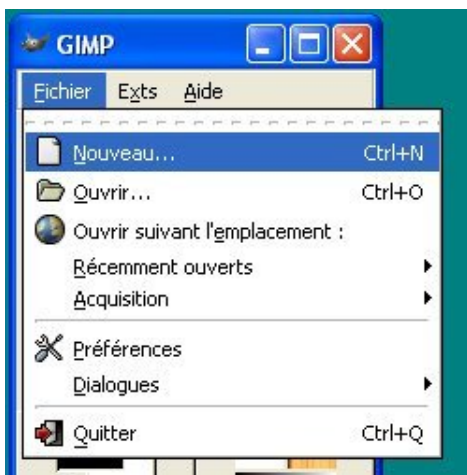 GIMP
Fichier Exts Aide
Nouveau... Ctrl+N
Ouvrir... Ctrl+O
Ouvrir suivant l'emplacement :
Récemment ouverts
Acquisition
Préférences
Dialogues
Quitter Ctrl+Q